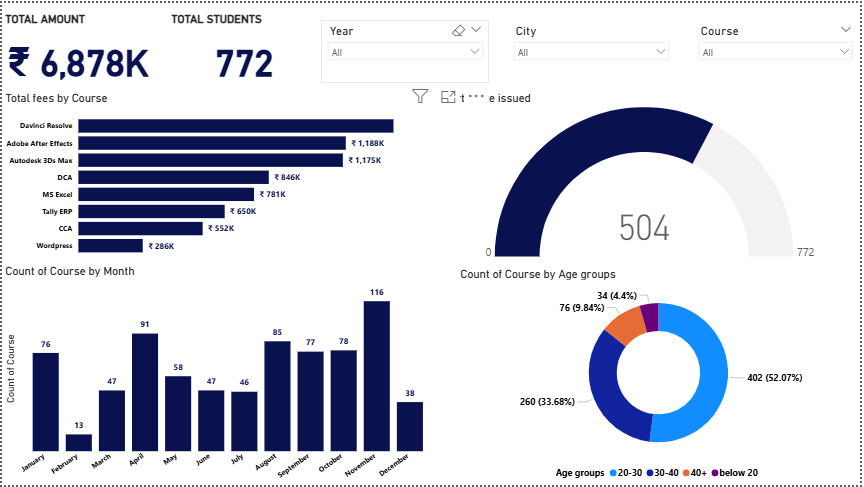 TOTAL AMOUNT
₹ 6,878K
TOTAL STUDENTS
772
Year
All
City
All
Course
All
Total fees by Course
Davinci Resolve
Adobe After Effects
₹ 1,188K
Autodesk 3Ds Max
₹ 1,175K
DCA
₹ 846K
MS Excel
₹ 781K
Tally ERP
₹ 650K
CCA
₹ 552K
Wordpress
₹ 286K
t
e issued
504
0
772
Count of Course by Month
Count of Course
76
13
47
91
58
47
46
85
77
78
116
38
January
February
March
April
May
June
July
August
September
October
November
December
Count of Course by Age groups
34 (4.4%)
76 (9.84%)
260 (33.68%)
402 (52.07%)
Age groups 20-30 30-40 40+ below 20